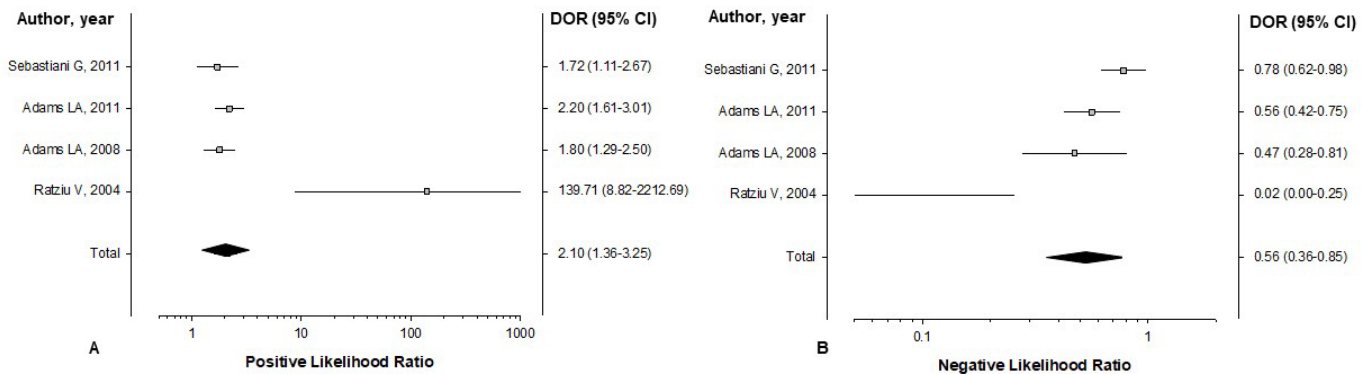 Author, year DOR (95% CI)
Sebastiani G, 2011 1.72 (1.11-2.67)
Adams LA, 2011 2.20 (1.61-3.01)
Adams LA, 2008 1.80 (1.29-2.50)
Ratziu V, 2004 139.71 (8.82-2212.69)
Total 2.10 (1.36-3.25)
1 10 100 1000
A
Positive Likelihood Ratio
Author, year DOR (95% CI)
Sebastiani G, 2011 0.78 (0.62-0.98)
Adams LA, 2011 0.56 (0.42-0.75)
Adams LA, 2008 0.47 (0.28-0.81)
Ratziu V, 2004 0.02 (0.00-0.25)
Total 0.56 (0.36-0.85)
0.1 1
B
Negative Likelihood Ratio